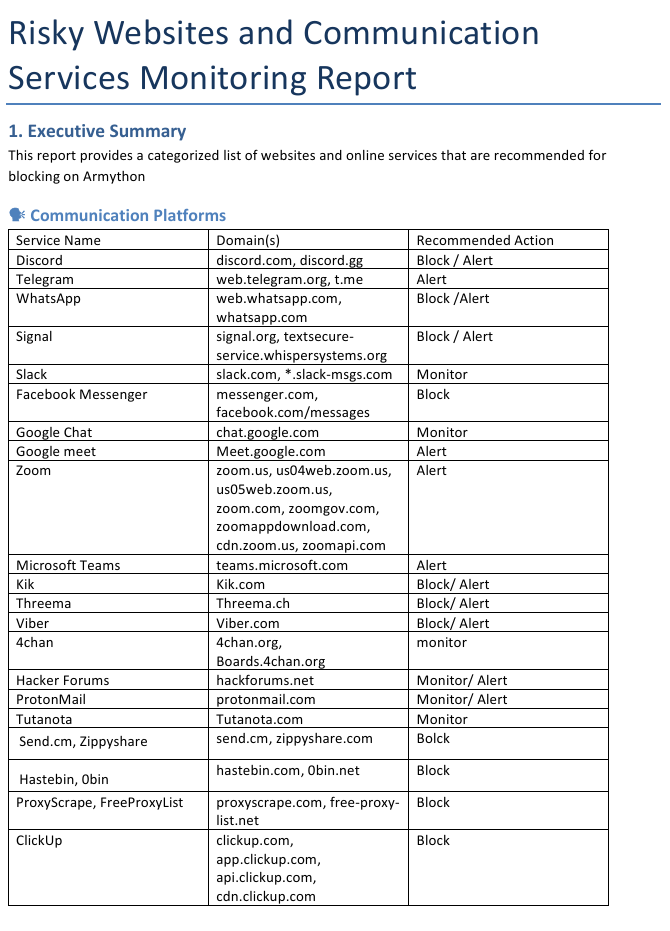 Risky Websites and Communication
Services Monitoring Report
1. Executive Summary
This report provides a categorized list of websites and online services that are recommended for
blocking on Armython
🗣 Communication Platforms
Service Name Domain(s) Recommended Action
Discord discord.com, discord.gg Block / Alert
Telegram web.telegram.org, t.me Alert
WhatsApp web.whatsapp.com, Block /Alert
whatsapp.com
Signal signal.org, textsecure- Block / Alert
service.whispersystems.org
Slack slack.com, *.slack-msgs.com Monitor
Facebook Messenger messenger.com, Block
facebook.com/messages
Google Chat chat.google.com Monitor
Google meet Meet.google.com Alert
Zoom zoom.us, us04web.zoom.us, Alert
us05web.zoom.us,
zoom.com, zoomgov.com,
zoomappdownload.com,
cdn.zoom.us, zoomapi.com
Microsoft Teams teams.microsoft.com Alert
Kik Kik.com Block/ Alert
Threema Threema.ch Block/ Alert
Viber Viber.com Block/ Alert
4chan 4chan.org, monitor
Boards.4chan.org
Hacker Forums hackforums.net Monitor/ Alert
ProtonMail protonmail.com Monitor/ Alert
Tutanota Tutanota.com Monitor
Send.cm, Zippyshare send.cm, zippyshare.com Bolck
Hastebin, 0bin hastebin.com, 0bin.net Block
ProxyScrape, FreeProxyList proxyscrape.com, free-proxy- Block
list.net
ClickUp clickup.com, Block
app.clickup.com,
api.clickup.com,
cdn.clickup.com